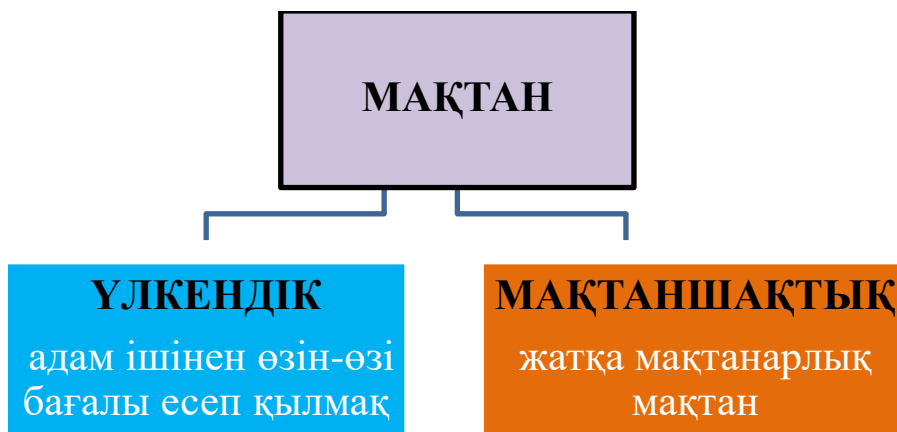 МАҚТАН
ҮЛКЕНДІК
адам ішінен өзін-өзі
бағалы есеп қылмақ
МАҚТАНШАҚТЫҚ
жатқа мақтанарлық
мақтан